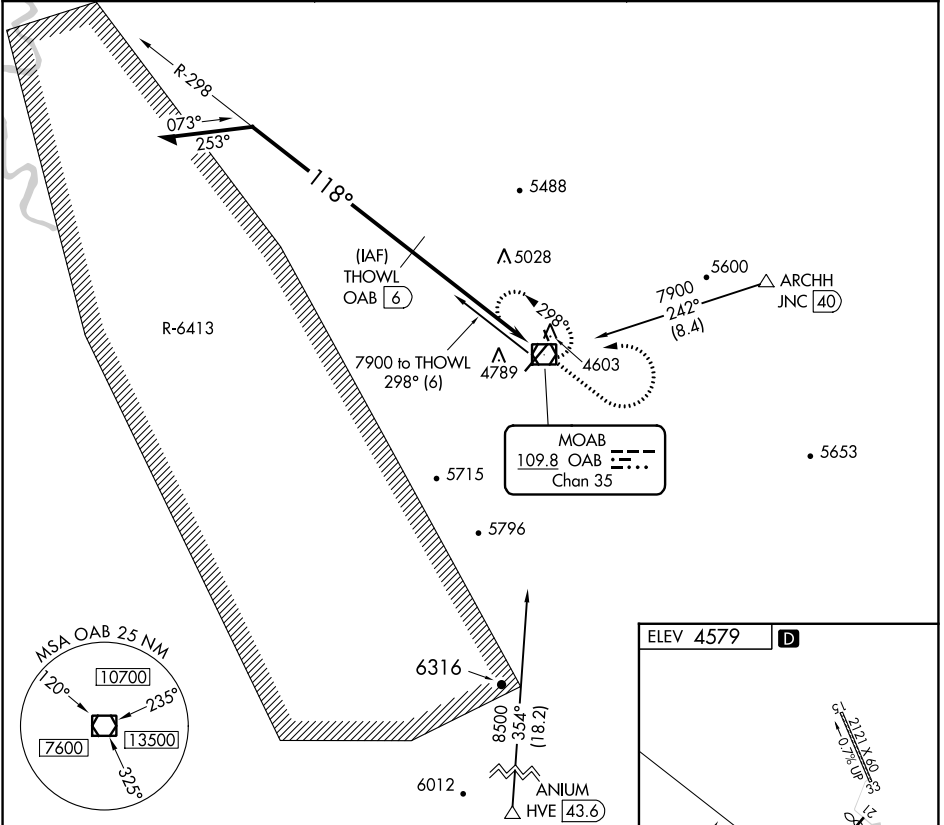 R-298
073°
253°
118°
5488
(IAF)
THOWL
OAB 6
5028
5600
ARCHH
JNC 40
7900
242°
(8.4)
R-6413
298°
7900 to THOWL
298° (6)
4789
4603
MOAB
109.8 OAB
Chan 35
5715
5653
5796
MSA OAB 25 NM
120°
10700
235°
7600
13500
325°
6316
8500
354°
(18.2)
6012
ANIUM
HVE 43.6
ELEV 4579 D
15
2121 X 60
0.7% UP
33
21